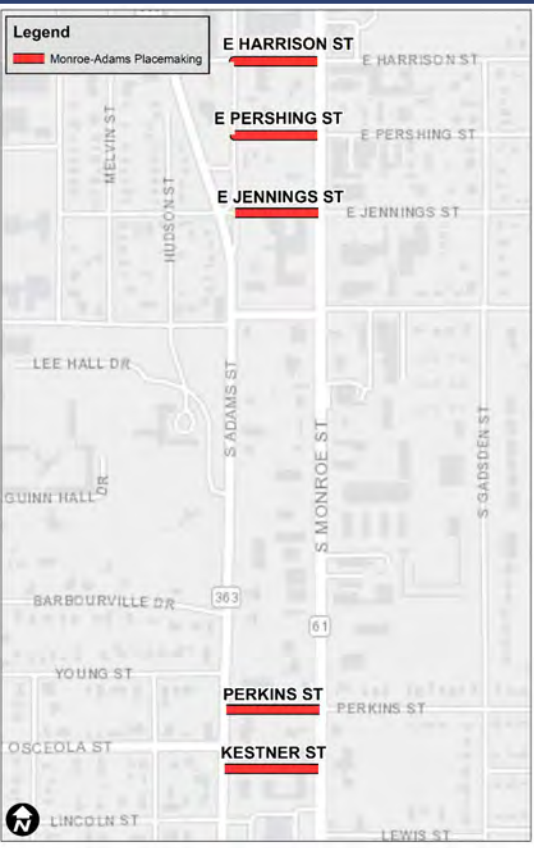 Legend
Monroe-Adams Placemaking
E HARRISON ST
E HARRISON ST
MELVIN ST
E PERSHING ST
E PERSHING ST
HUDSON ST
E JENNINGS ST
E JENNINGS ST
LEE HALL DR
S ADAMS ST
S MONROE ST
S GADSDEN ST
GUINN HALL DR
BARBOURVILLE DR
363
61
YOUNG ST
PERKINS ST
PERKINS ST
OSCEOLA ST
KESTNER ST
N
LINCOLN ST
LEWIS ST